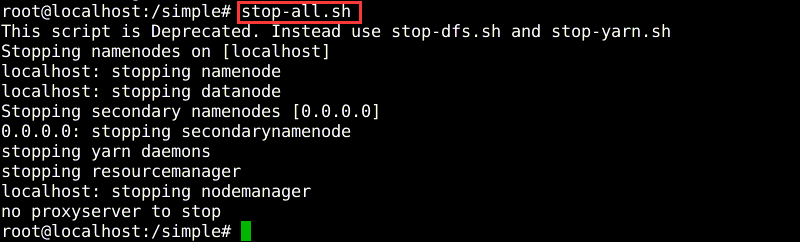 root@localhost:/simple# stop-all.sh
This script is Deprecated. Instead use stop-dfs.sh and stop-yarn.sh
Stopping namenodes on [localhost]
localhost: stopping namenode
localhost: stopping datanode
Stopping secondary namenodes [0.0.0.0]
0.0.0.0: stopping secondarynamenode
stopping yarn daemons
stopping resourcemanager
localhost: stopping nodemanager
no proxyserver to stop
root@localhost:/simple#